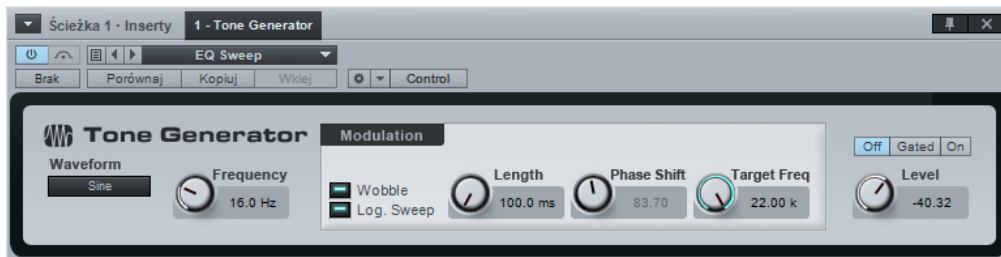 Ścieżka 1 · Inserty 1 - Tone Generator
EQ Sweep
Brak Porównaj Kopiuj Wklej Control
Tone Generator Modulation
Off Gated On
Waveform
Sine
Frequency
16.0 Hz
Wobble
Log. Sweep
Length
100.0 ms
Phase Shift
83.70
Target Freq
22.00 k
Level
-40.32